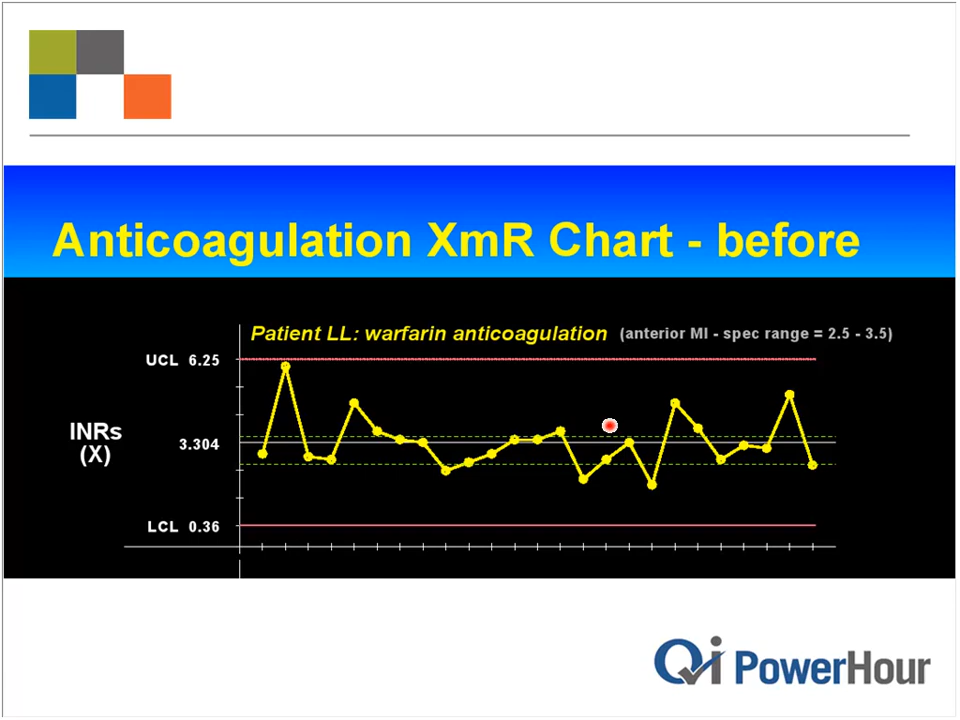 Anticoagulation XmR Chart - before
Patient LL: warfarin anticoagulation (anterior MI - spec range = 2.5 - 3.5)
UCL 6.25
INRs
(X)
3.304
LCL 0.36
Qi PowerHour